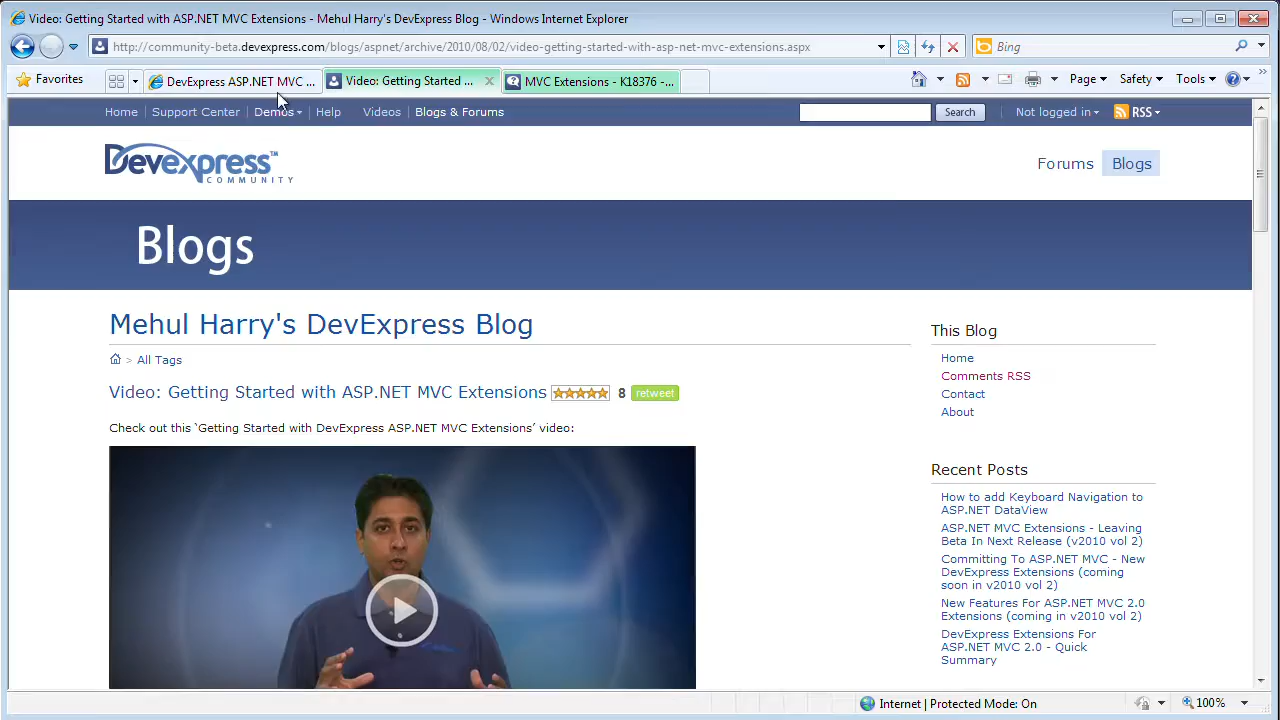 Video: Getting Started with ASP.NET MVC Extensions - Mehul Harry's DevExpress Blog - Windows Internet Explorer
http://community-beta.devexpress.com/blogs/aspnet/archive/2010/08/02/video-getting-started-with-asp-net-mvc-extensions.aspx
Bing
Favorites
DevExpress ASP.NET MVC ...
Video: Getting Started ...
MVC Extensions - K18376 -...
Page
Safety
Tools
Home
Support Center
Demos
Help
Videos
Blogs & Forums
Search
Not logged in
RSS
Devexpress
COMMUNITY
Forums
Blogs
Blogs
Mehul Harry's DevExpress Blog
> All Tags
Video: Getting Started with ASP.NET MVC Extensions
8
retweet
Check out this `Getting Started with DevExpress ASP.NET MVC Extensions' video:
This Blog
Home
Comments RSS
Contact
About
Recent Posts
How to add Keyboard Navigation to
ASP.NET DataView
ASP.NET MVC Extensions - Leaving
Beta In Next Release (v2010 vol 2)
Committing To ASP.NET MVC - New
DevExpress Extensions (coming
soon in v2010 vol 2)
New Features For ASP.NET MVC 2.0
Extensions (coming in v2010 vol 2)
DevExpress Extensions For
ASP.NET MVC 2.0 - Quick
Summary
Internet | Protected Mode: On
100%